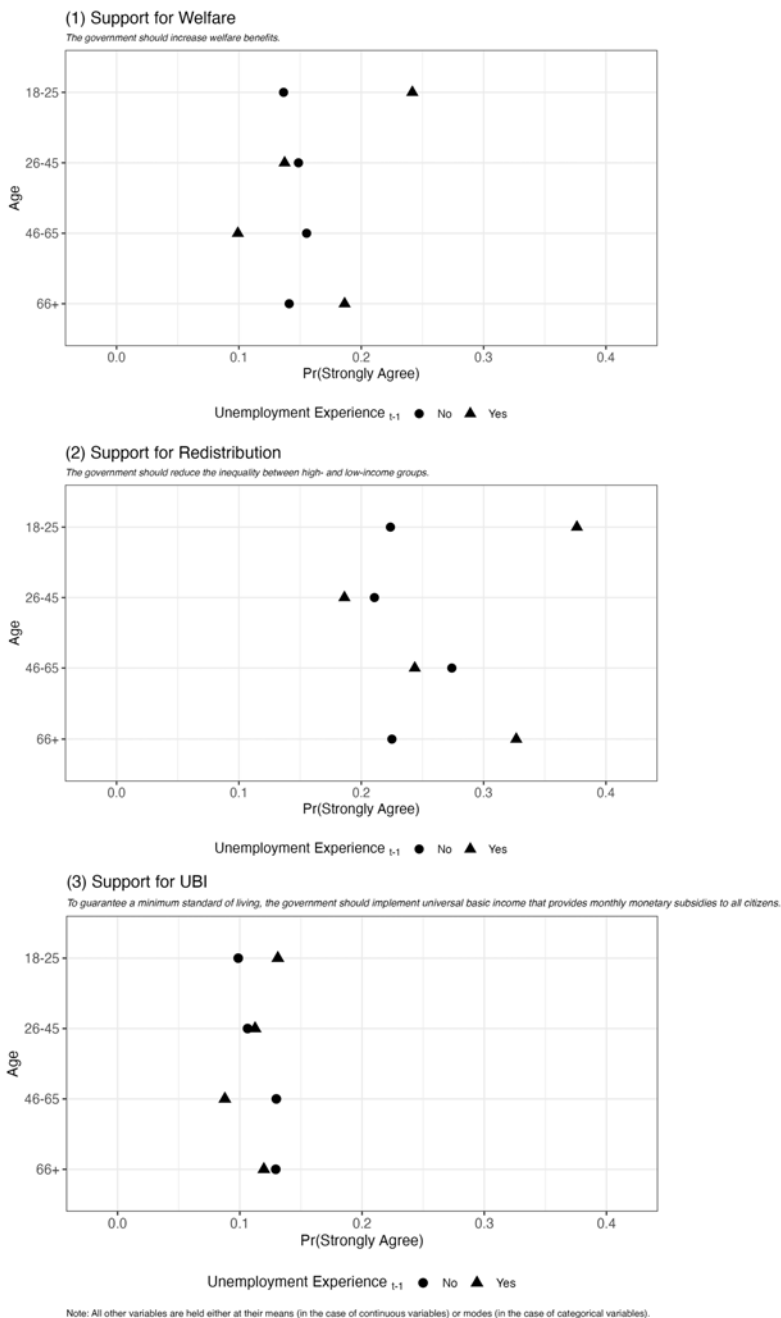 (1) Support for Welfare
The government should increase welfare benefits.
18-25
26-45
46-65
66+
Age
0.0 0.1 0.2 0.3 0.4
Pr(Strongly Agree)
Unemployment Experience t-1 No Yes
(2) Support for Redistribution
The government should reduce the inequality between high- and low-income groups.
18-25
26-45
46-65
66+
Age
0.0 0.1 0.2 0.3 0.4
Pr(Strongly Agree)
Unemployment Experience t-1 No Yes
(3) Support for UBI
To guarantee a minimum standard of living, the government should implement universal basic income that provides monthly monetary subsidies to all citizens.
18-25
26-45
46-65
66+
Age
0.0 0.1 0.2 0.3 0.4
Pr(Strongly Agree)
Unemployment Experience t-1 No Yes
Note: All other variables are held either at their means (in the case of continuous variables) or modes (in the case of categorical variables).